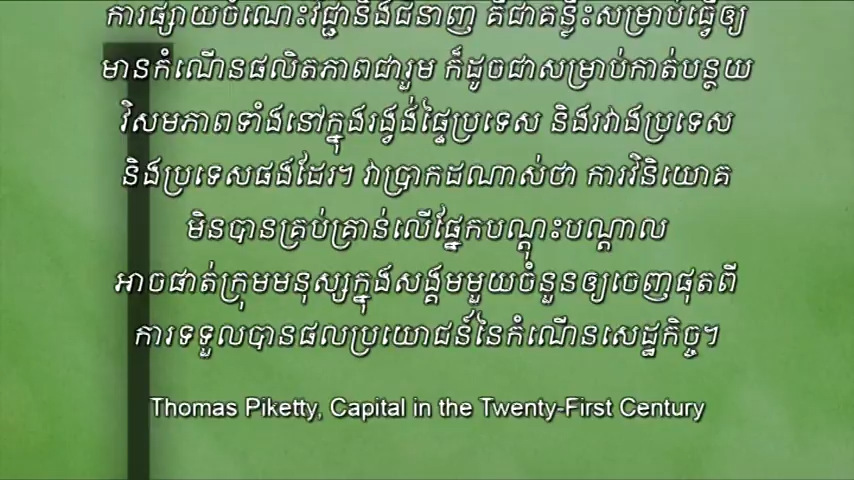 ការផ្សាយចំណេះវិជ្ជានិងជំនាញ គឺជាគន្លឹះសម្រាប់ធ្វើឲ្យ
មានកំណើនផលិតភាពជារួម ក៏ដូចជាសម្រាប់កាត់បន្ថយ
វិសមភាពទាំងនៅក្នុងរង្វង់ផ្ទៃប្រទេស និងរវាងប្រទេស
និងប្រទេសផងដែរ។ វាប្រាកដណាស់ថា ការវិនិយោគ
មិនបានគ្រប់គ្រាន់លើផ្នែកបណ្តុះបណ្តាល
អាចផាត់ក្រុមមនុស្សក្នុងសង្គមមួយចំនួនឲ្យចេញផុតពី
ការទទួលបានផលប្រយោជន៍នៃកំណើនសេដ្ឋកិច្ច។
Thomas Piketty, Capital in the Twenty-First Century